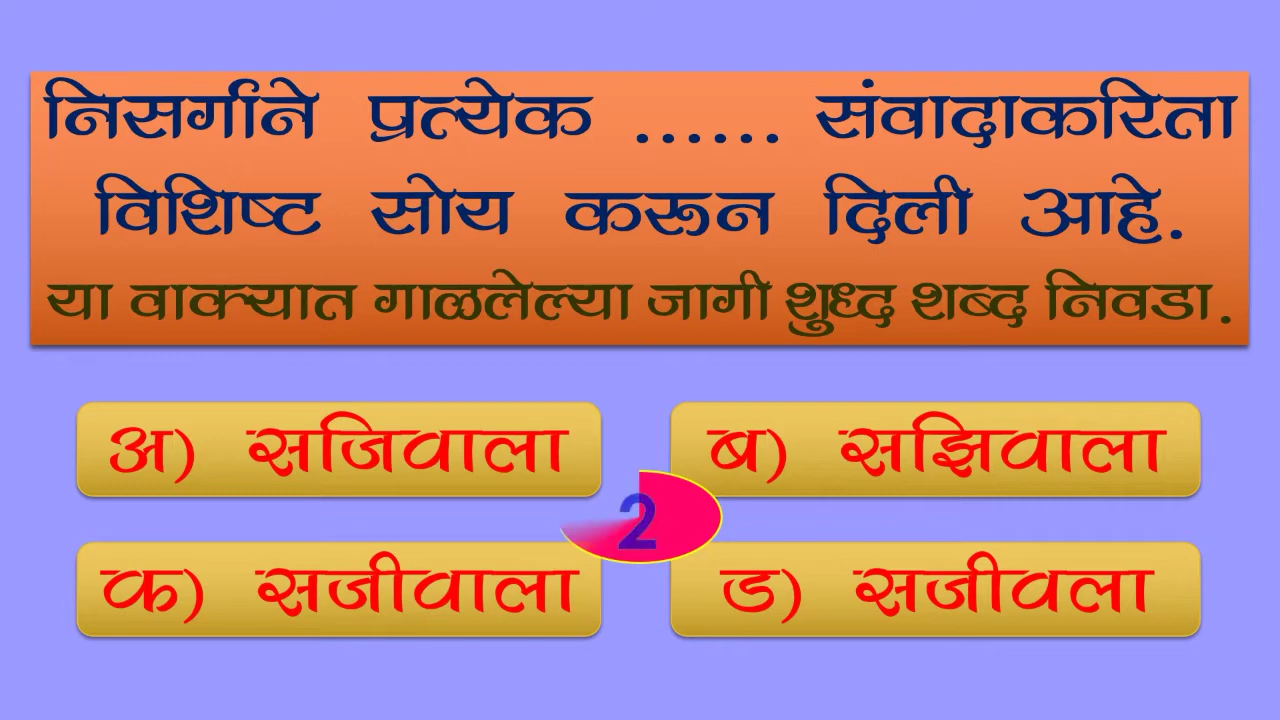 निसर्गाने प्रत्येक ...... संवादाकरिता
विशिष्ट सोय करून दिली आहे.
या वाक्यात गाळलेल्या जागी शुध्द शब्द निवडा.
अ) सजिवाला
ब) सझिवाला
2
क) सजीवाला
ड) सजीवला